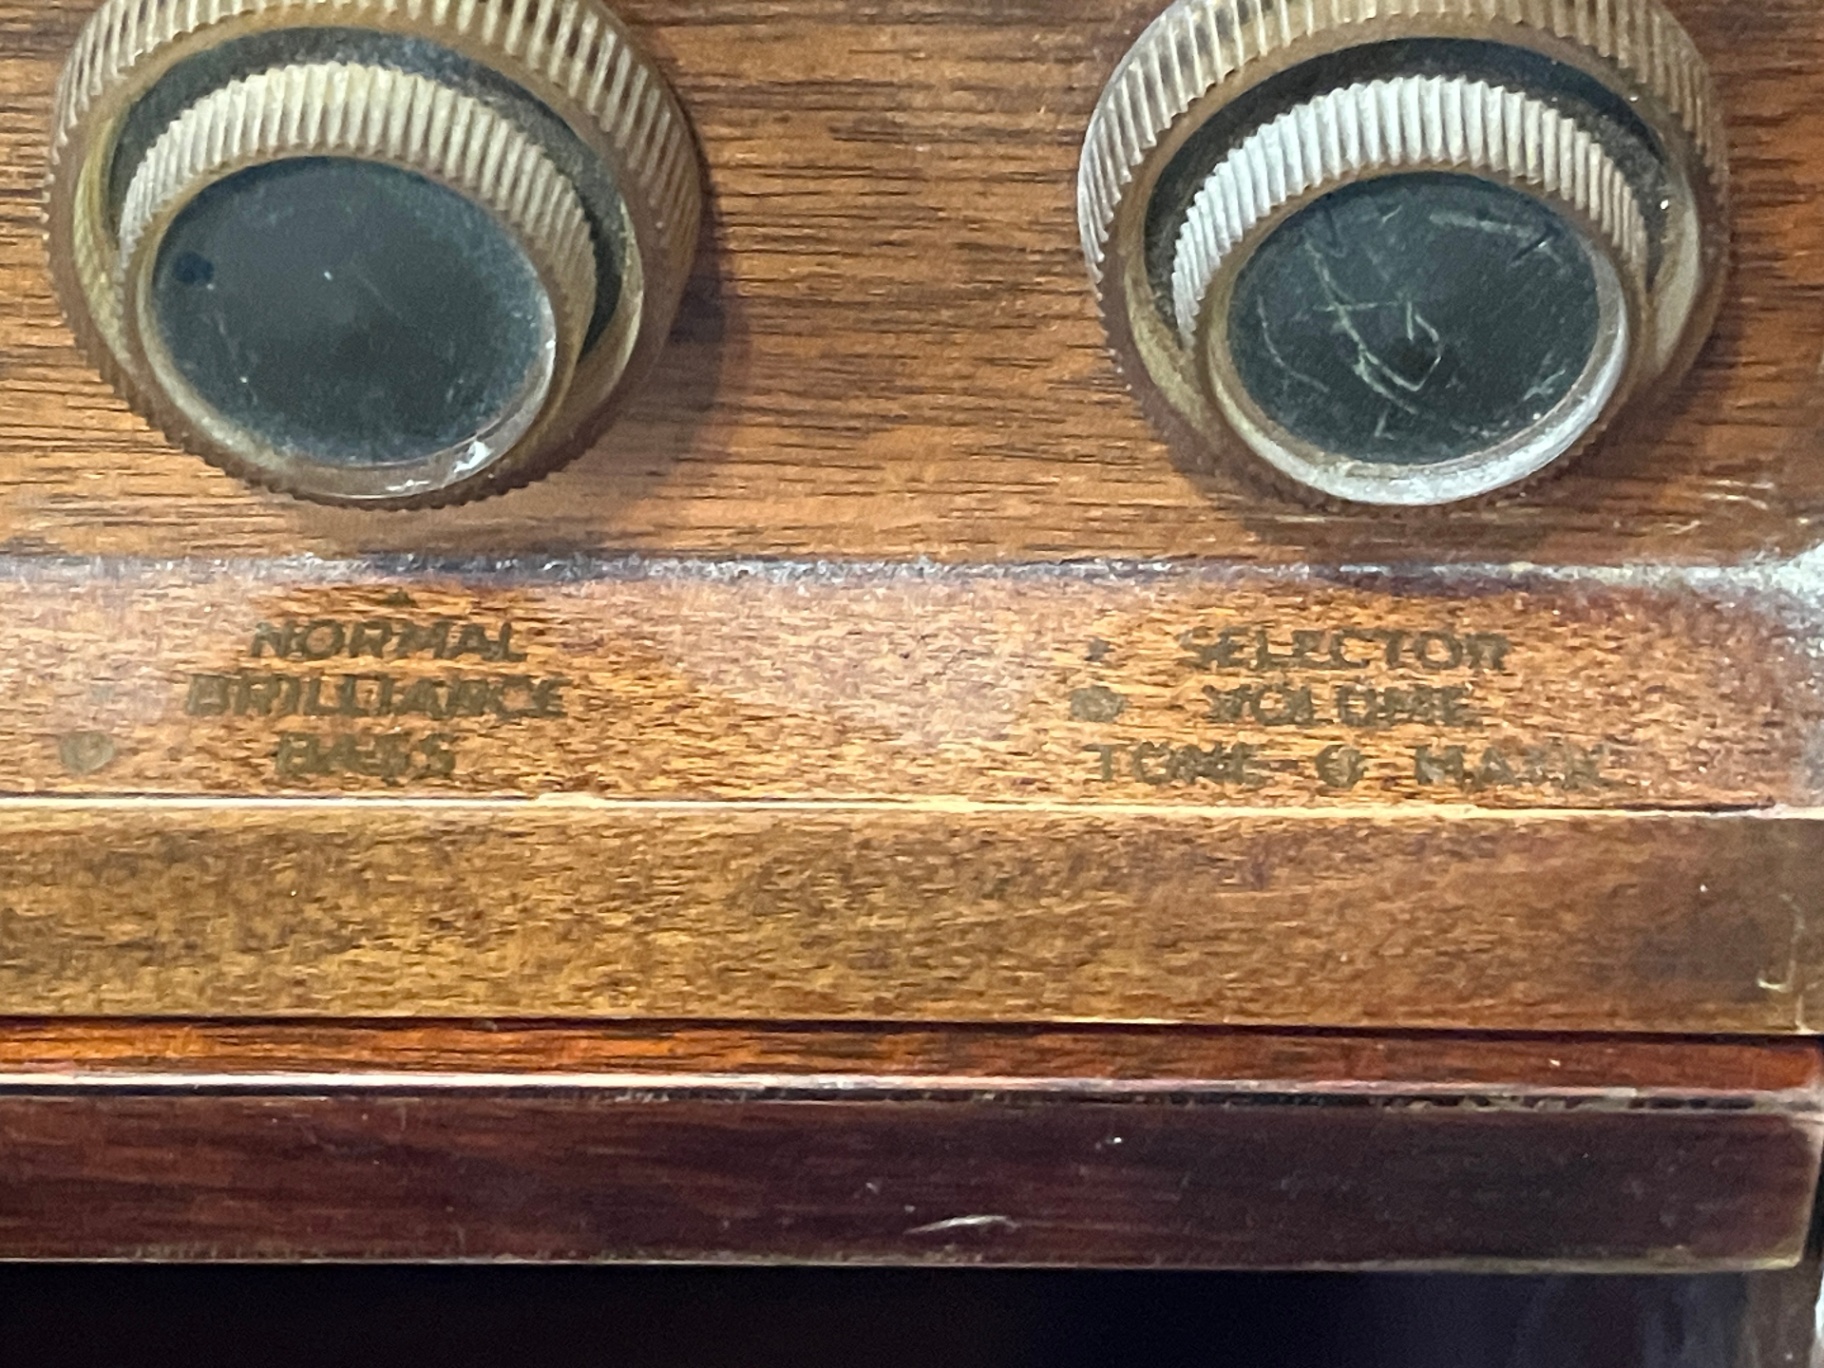 NORMAL
BRILLIANCE
BASS
SELECTOR
VOLUME
TONE-O-MATIC